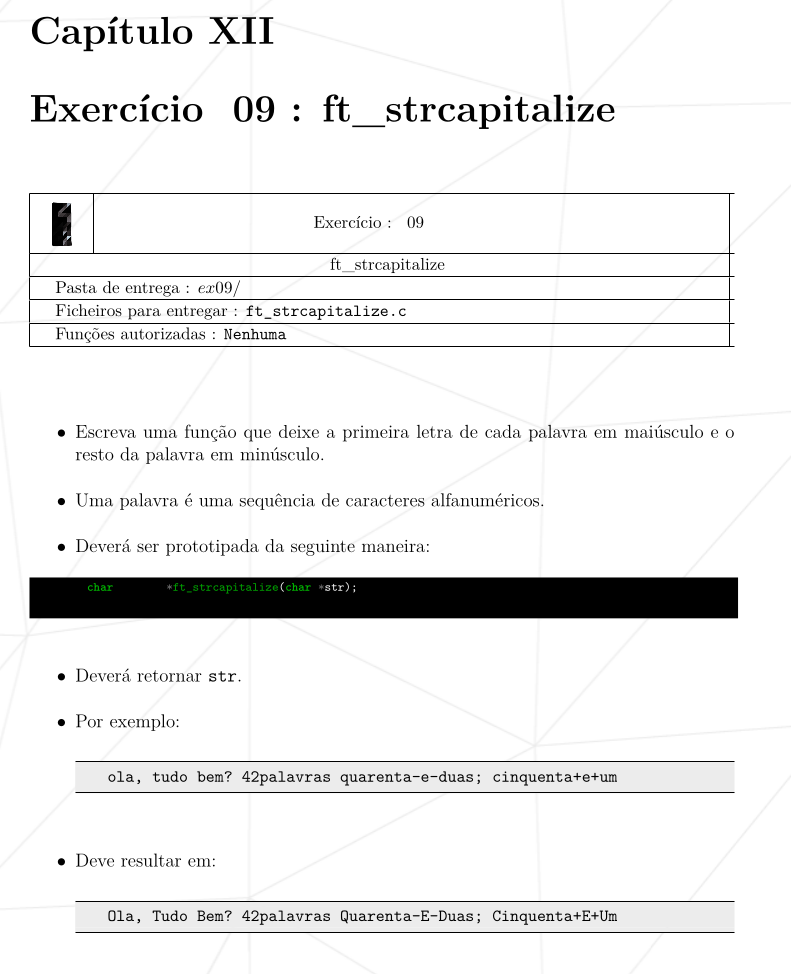 Capítulo XII
Exercício 09 : ft_strcapitalize
Exercício : 09
ft_strcapitalize
Pasta de entrega : ex09/
Ficheiros para entregar : ft_strcapitalize.c
Funções autorizadas : Nenhuma
• Escreva uma função que deixe a primeira letra de cada palavra em maiúsculo e o
resto da palavra em minúsculo.
• Uma palavra é uma sequência de caracteres alfanuméricos.
• Deverá ser prototipada da seguinte maneira:
char *ft_strcapitalize(char *str);
• Deverá retornar str.
• Por exemplo:
ola, tudo bem? 42palavras quarenta-e-duas; cinquenta+e+um
• Deve resultar em:
Ola, Tudo Bem? 42palavras Quarenta-E-Duas; Cinquenta+E+Um